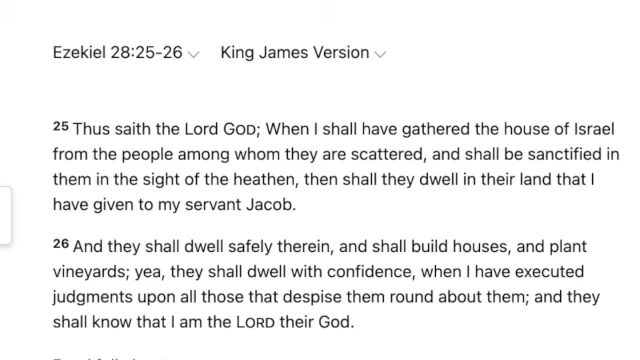 Ezekiel 28:25-26 King James Version
25 Thus saith the Lord GOD; When I shall have gathered the house of Israel
from the people among whom they are scattered, and shall be sanctified in
them in the sight of the heathen, then shall they dwell in their land that I
have given to my servant Jacob.
26 And they shall dwell safely therein, and shall build houses, and plant
vineyards; yea, they shall dwell with confidence, when I have executed
judgments upon all those that despise them round about them; and they
shall know that I am the LORD their God.